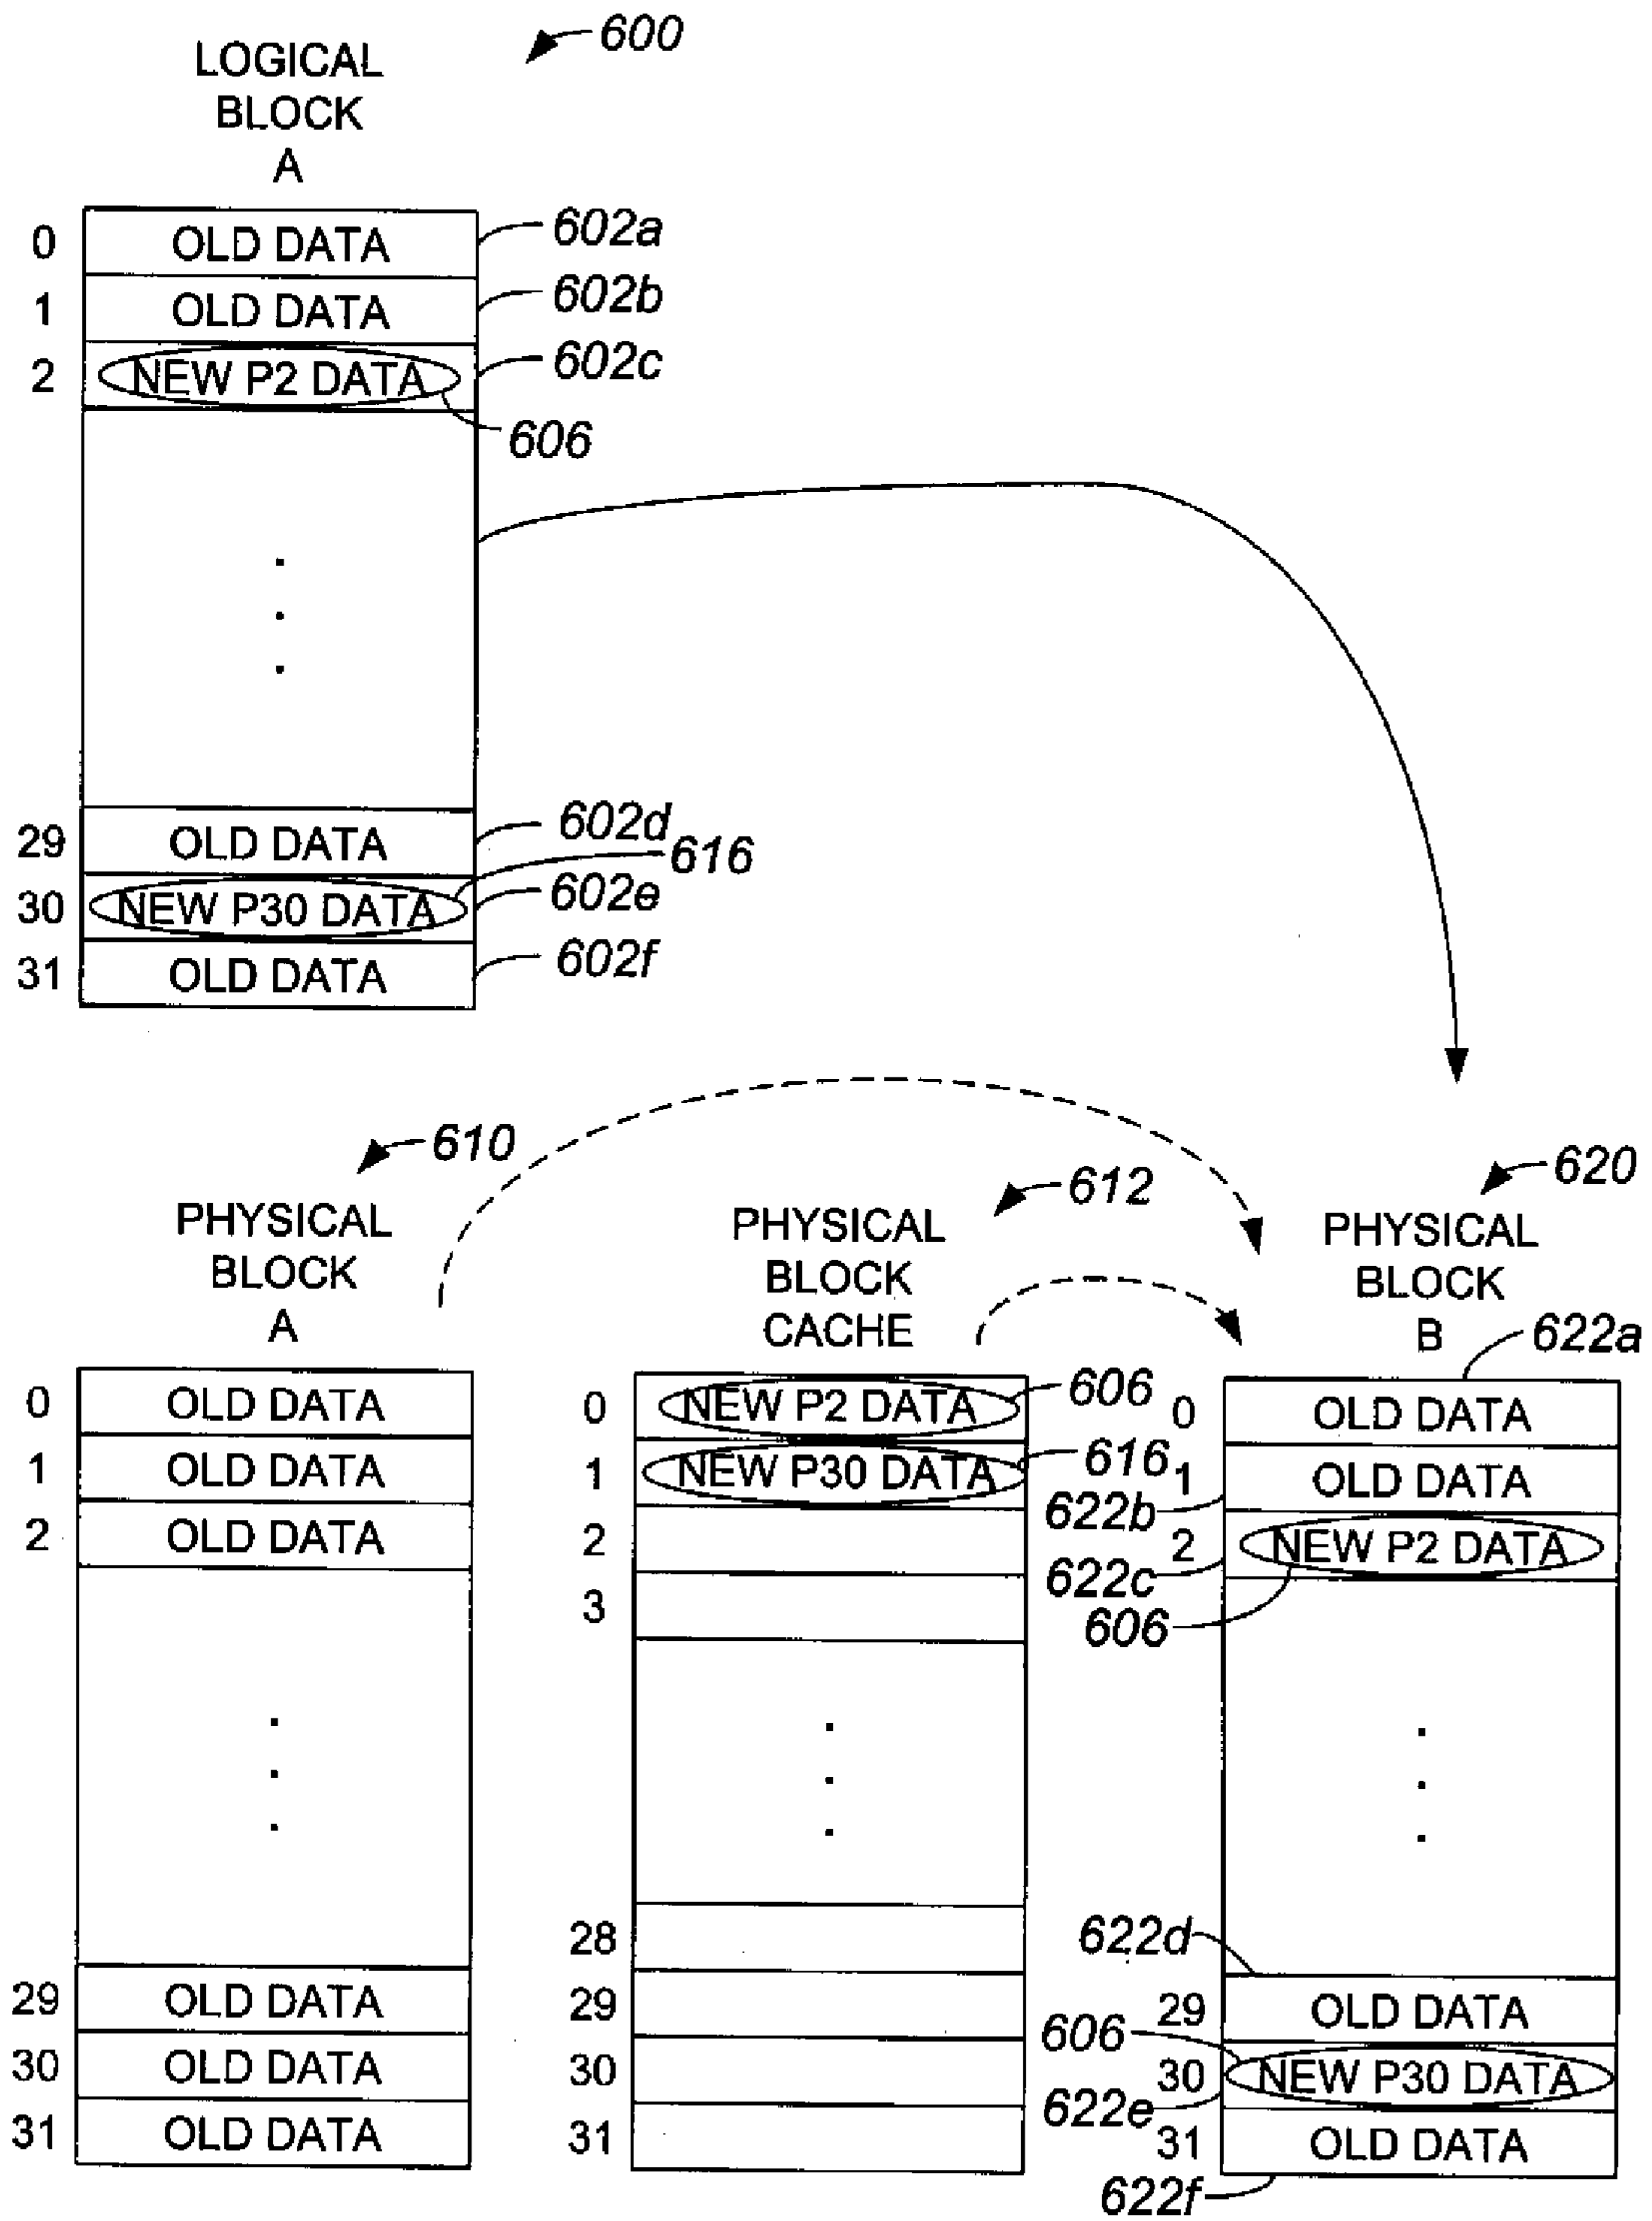 600
LOGICAL
BLOCK
A
0 OLD DATA 602a
1 OLD DATA 602b
2 NEW P2 DATA 602c
606
29 OLD DATA 602d
616
30 NEW P30 DATA 602e
31 OLD DATA 602f
610
PHYSICAL
BLOCK
A
0 OLD DATA
1 OLD DATA
2 OLD DATA
29 OLD DATA
30 OLD DATA
31 OLD DATA
612
PHYSICAL
BLOCK
CACHE
0 NEW P2 DATA 606
1 NEW P30 DATA 616
2
3
28
29
30
31
620
PHYSICAL
BLOCK
B
622a
0 OLD DATA
1 OLD DATA
622b
2 NEW P2 DATA
622c
606
622d
29 OLD DATA
606
30 NEW P30 DATA
622e
31 OLD DATA
622f